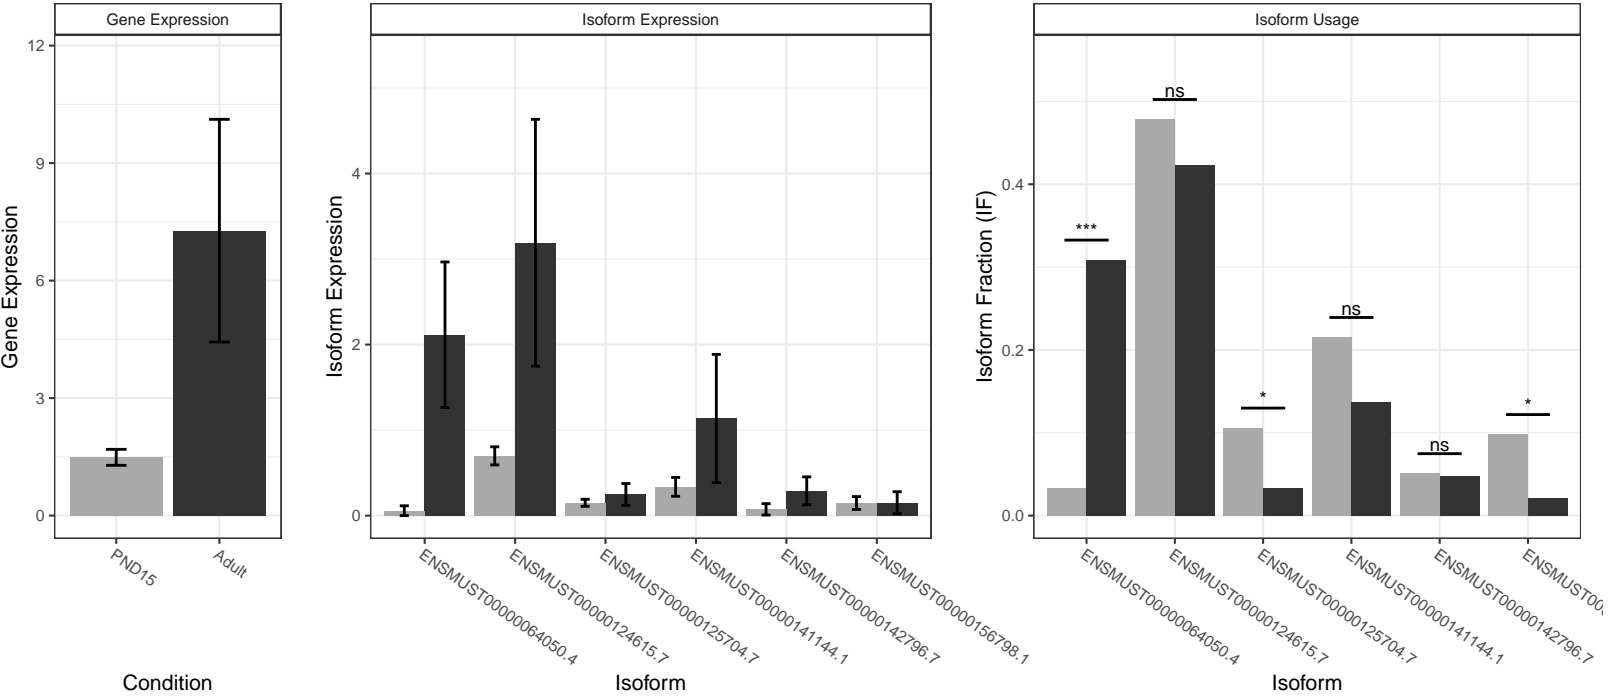 Gene Expression
Isoform Expression
Isoform Usage
Gene Expression
12
9
6
3
0
PND15
Adult
Condition
Isoform Expression
4
2
0
ENSMUST00000064050.4
ENSMUST00000124615.7
ENSMUST00000125704.7
ENSMUST00000141144.1
ENSMUST00000142796.7
ENSMUST00000156798.1
Isoform
Isoform Fraction (IF)
0.4
0.2
0.0
***
ns
*
ns
ns
*
ENSMUST00000064050.4
ENSMUST00000124615.7
ENSMUST00000125704.7
ENSMUST00000141144.1
ENSMUST00000142796.7
Isoform